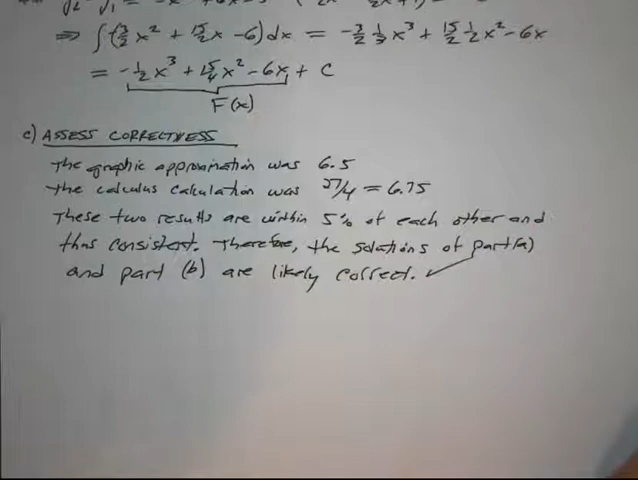 ⇒ ∫(-3/2 x² + 15/2 x - 6)dx = -3/2 1/3 x³ + 15/2 1/2 x² - 6x
= -1/2 x³ + 15/4 x² - 6x + C
F(x)
c) ASSESS CORRECTNESS
The graphic approximation was 6.5
The calculus calculation was 27/4 = 6.75
These two results are within 5% of each other and
thus consistent. Therefore, the solutions of part (a)
and part (b) are likely correct. ✓